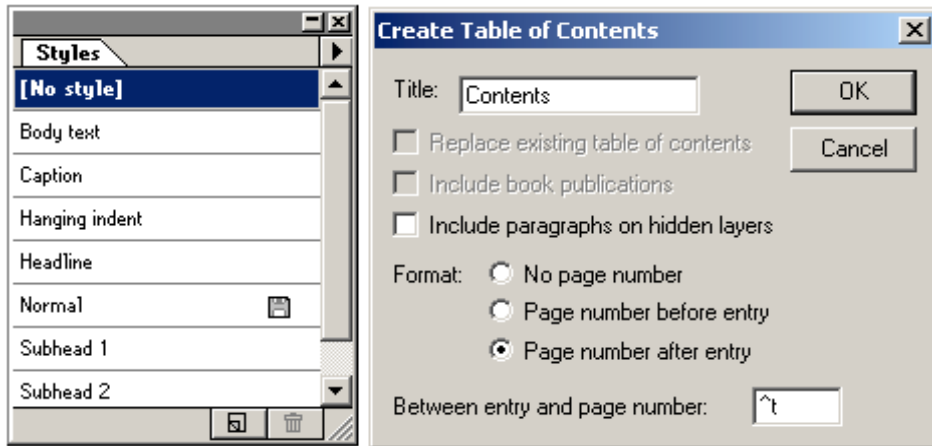 Styles
[No style]
Body text
Caption
Hanging indent
Headline
Normal
Subhead 1
Subhead 2
Create Table of Contents
Title: Contents
OK
Replace existing table of contents
Cancel
Include book publications
Include paragraphs on hidden layers
Format: No page number
Page number before entry
Page number after entry
Between entry and page number: ^t